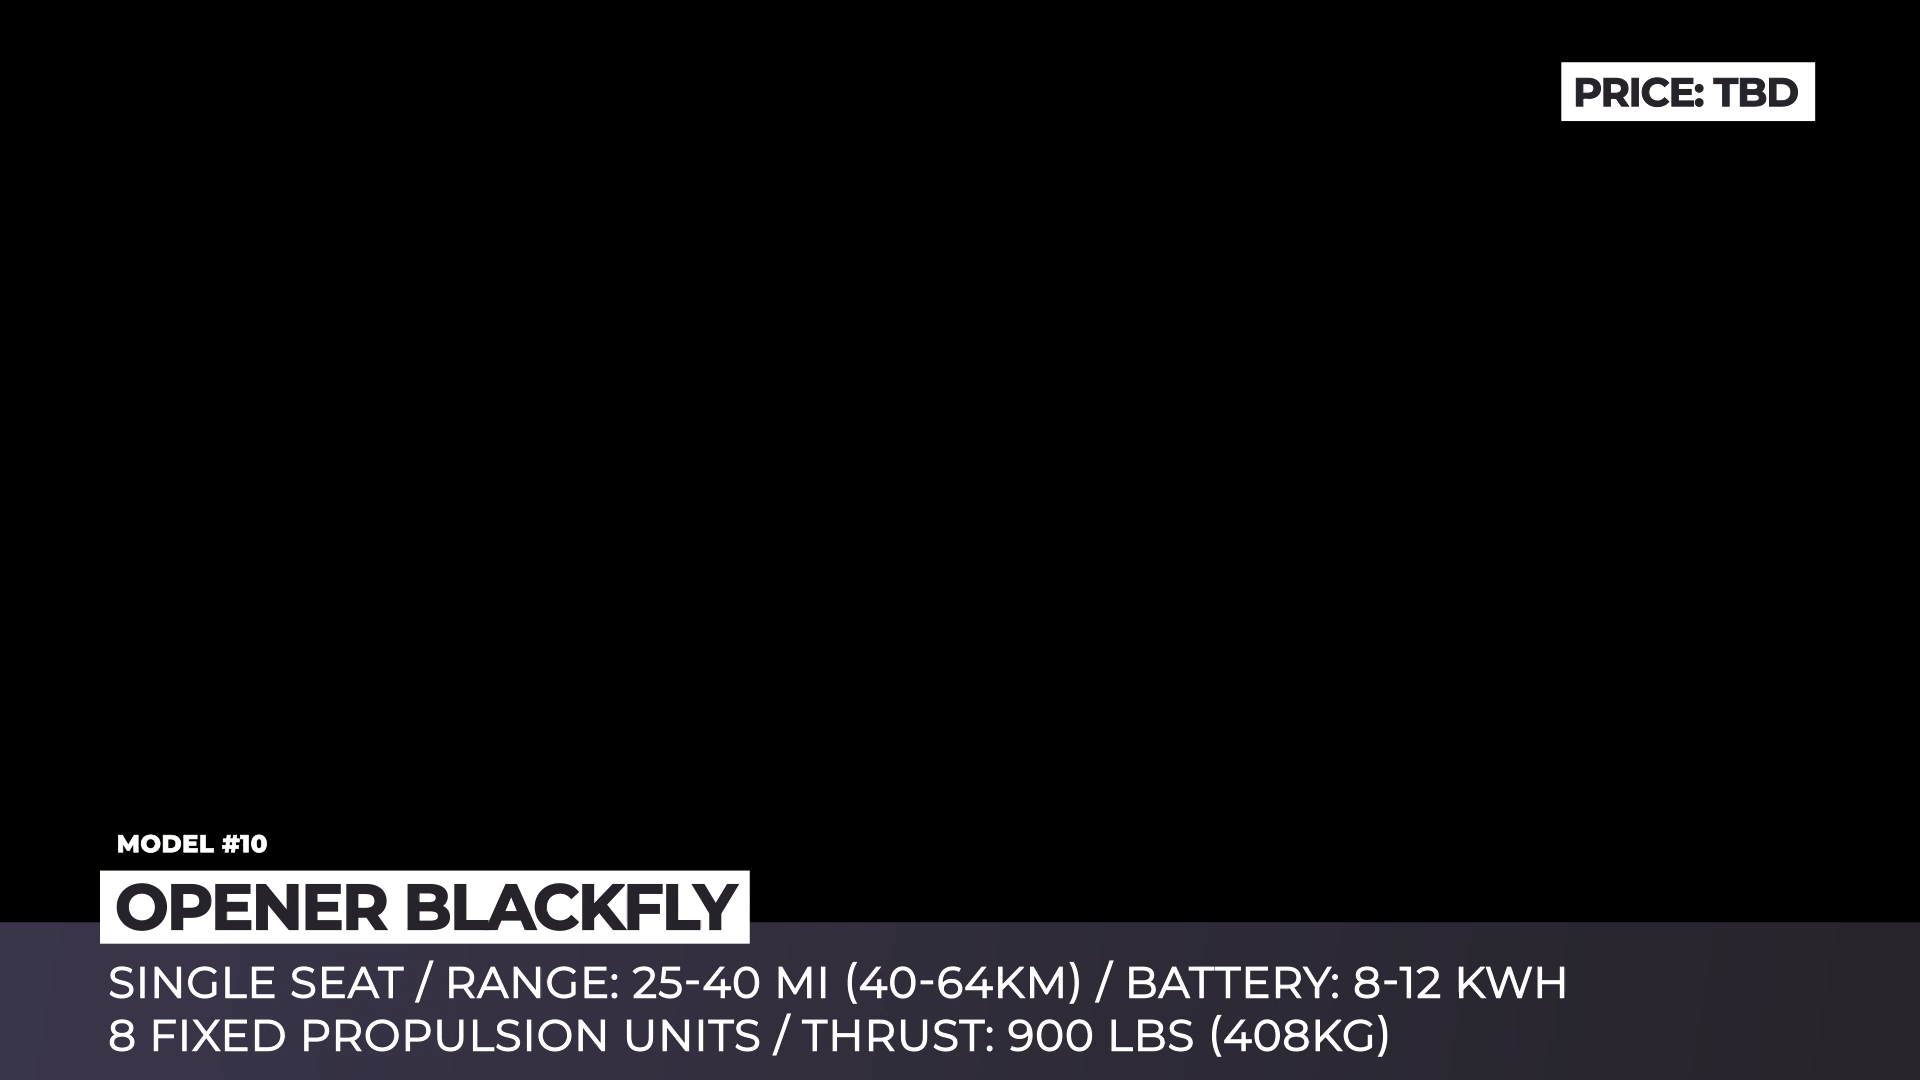 PRICE: TBD
MODEL #10
OPENER BLACKFLY
SINGLE SEAT / RANGE: 25-40 MI (40-64KM) / BATTERY: 8-12 KWH
8 FIXED PROPULSION UNITS / THRUST: 900 LBS (408KG)